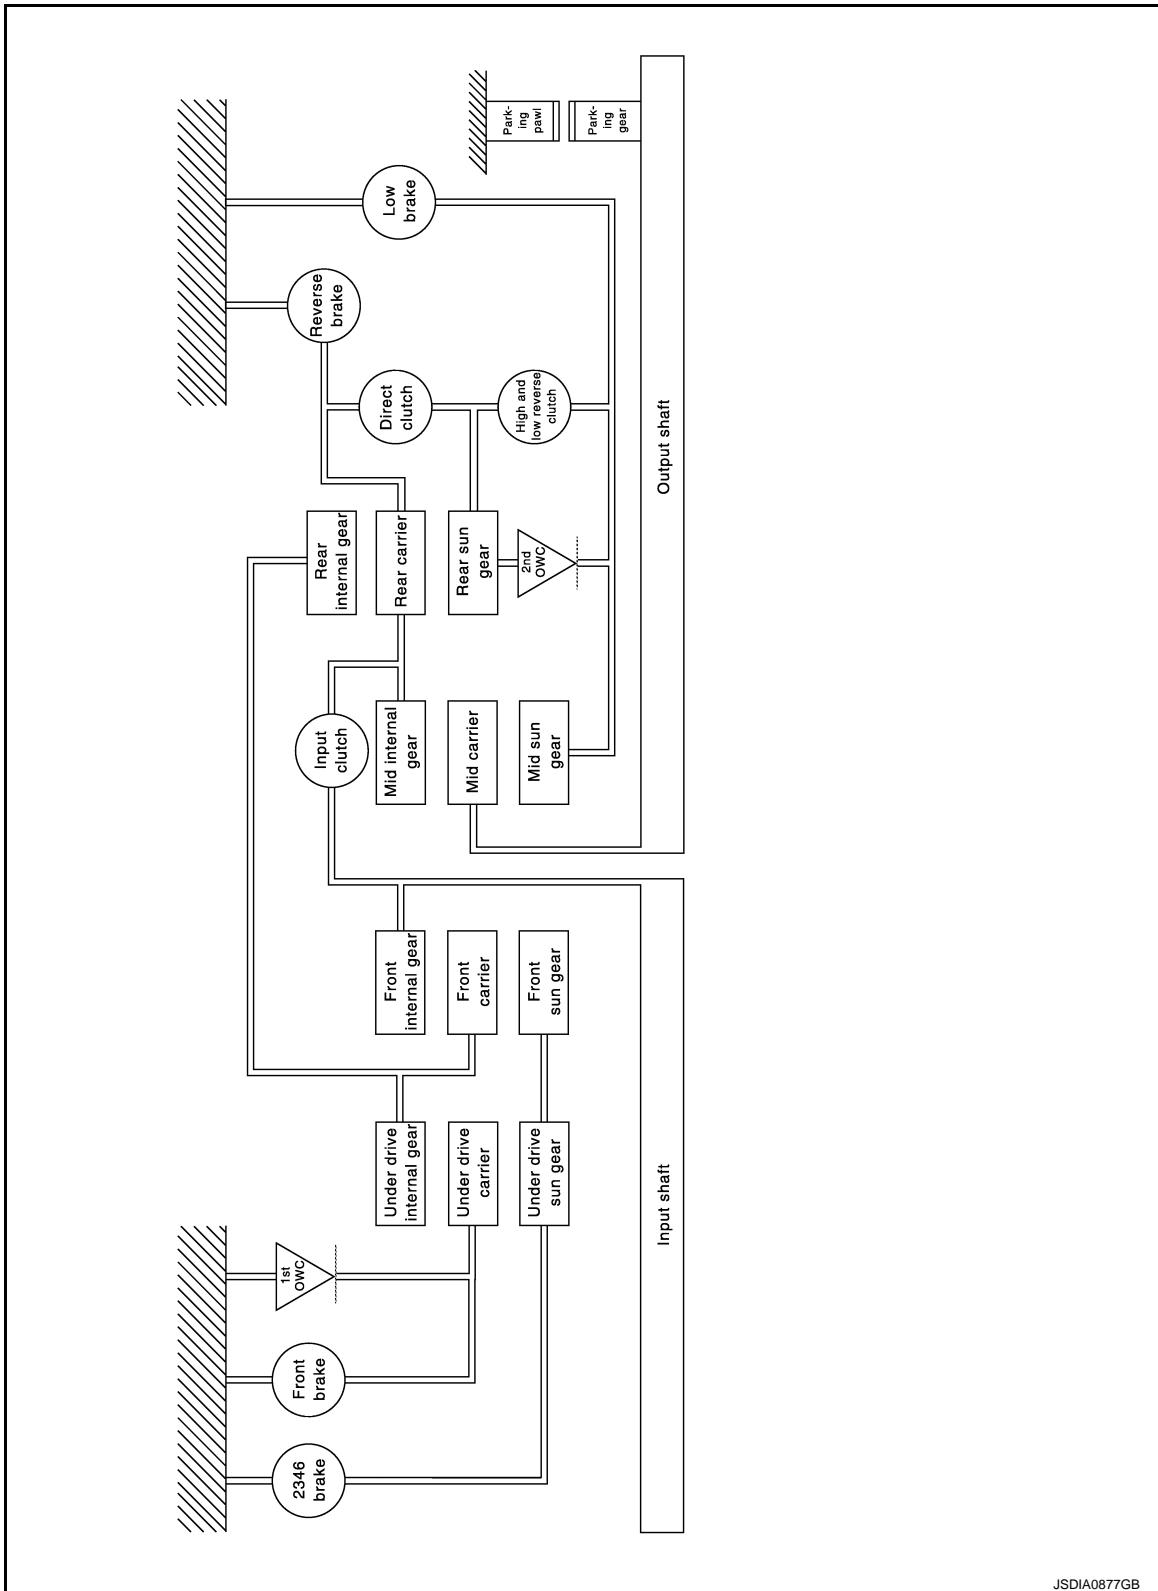 Park-
ing
pawl
Park-
ing
gear
Low
brake
Reverse
brake
Direct
clutch
High and
low reverse
clutch
Output shaft
Rear
internal gear
Rear carrier
Rear sun
gear
2nd
OWC
Input
clutch
Mid internal
gear
Mid carrier
Mid sun
gear
Front
internal gear
Front
carrier
Front
sun gear
Under drive
internal gear
Under drive
carrier
Under drive
sun gear
Input shaft
1st
OWC
Front
brake
2346
brake
JSDIA0877GB